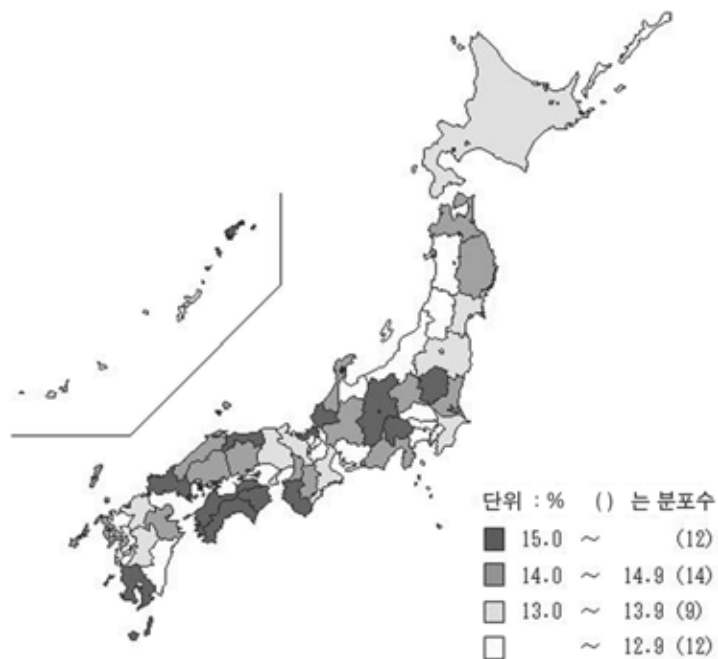 단위 : % () 는 분포수
15.0 ～ (12)
14.0 ～ 14.9 (14)
13.0 ～ 13.9 (9)
～ 12.9 (12)